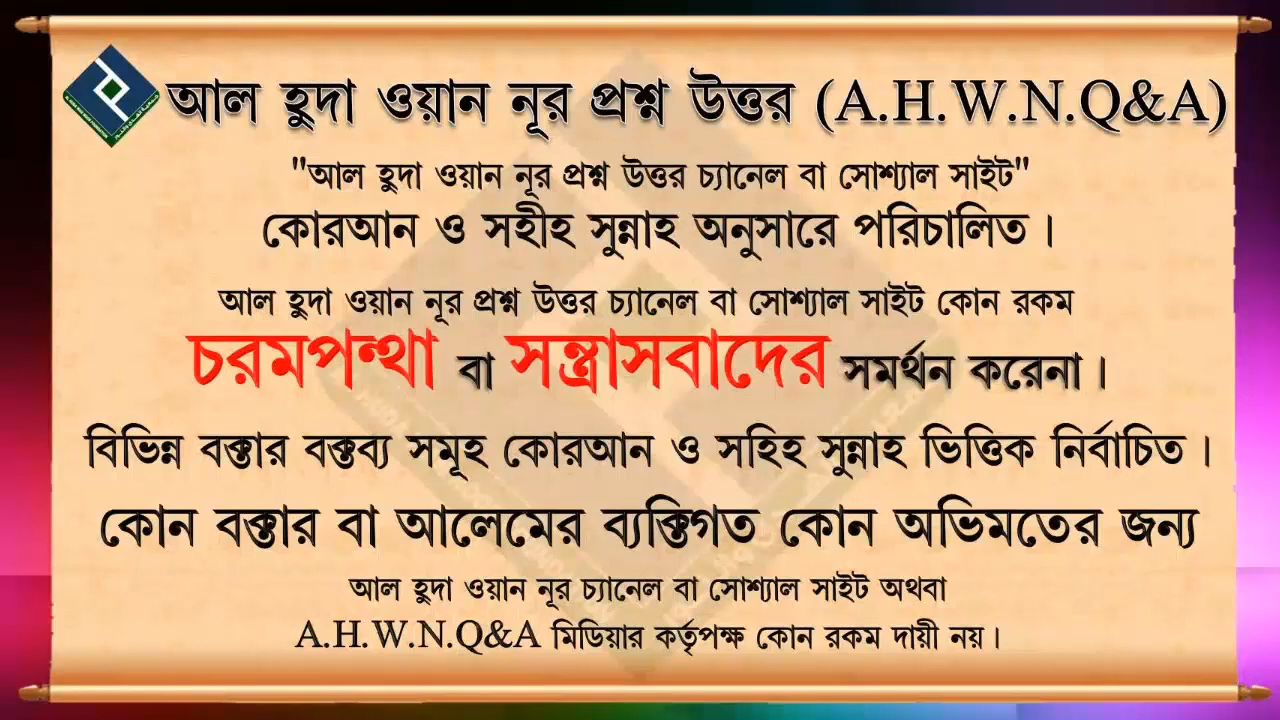 আল হুদা ওয়ান নূর প্রশ্ন উত্তর (A.H.W.N.Q&A)
"আল হুদা ওয়ান নূর প্রশ্ন উত্তর চ্যানেল বা সোশ্যাল সাইট"
কোরআন ও সহীহ সুন্নাহ অনুসারে পরিচালিত।
আল হুদা ওয়ান নূর প্রশ্ন উত্তর চ্যানেল বা সোশ্যাল সাইট কোন রকম
চরমপন্থা বা সন্ত্রাসবাদের সমর্থন করেনা।
বিভিন্ন বক্তার বক্তব্য সমূহ কোরআন ও সহিহ সুন্নাহ ভিত্তিক নির্বাচিত।
কোন বক্তার বা আলেমের ব্যক্তিগত কোন অভিমতের জন্য
আল হুদা ওয়ান নূর চ্যানেল বা সোশ্যাল সাইট অথবা
A.H.W.N.Q&A মিডিয়ার কর্তৃপক্ষ কোন রকম দায়ী নয়।